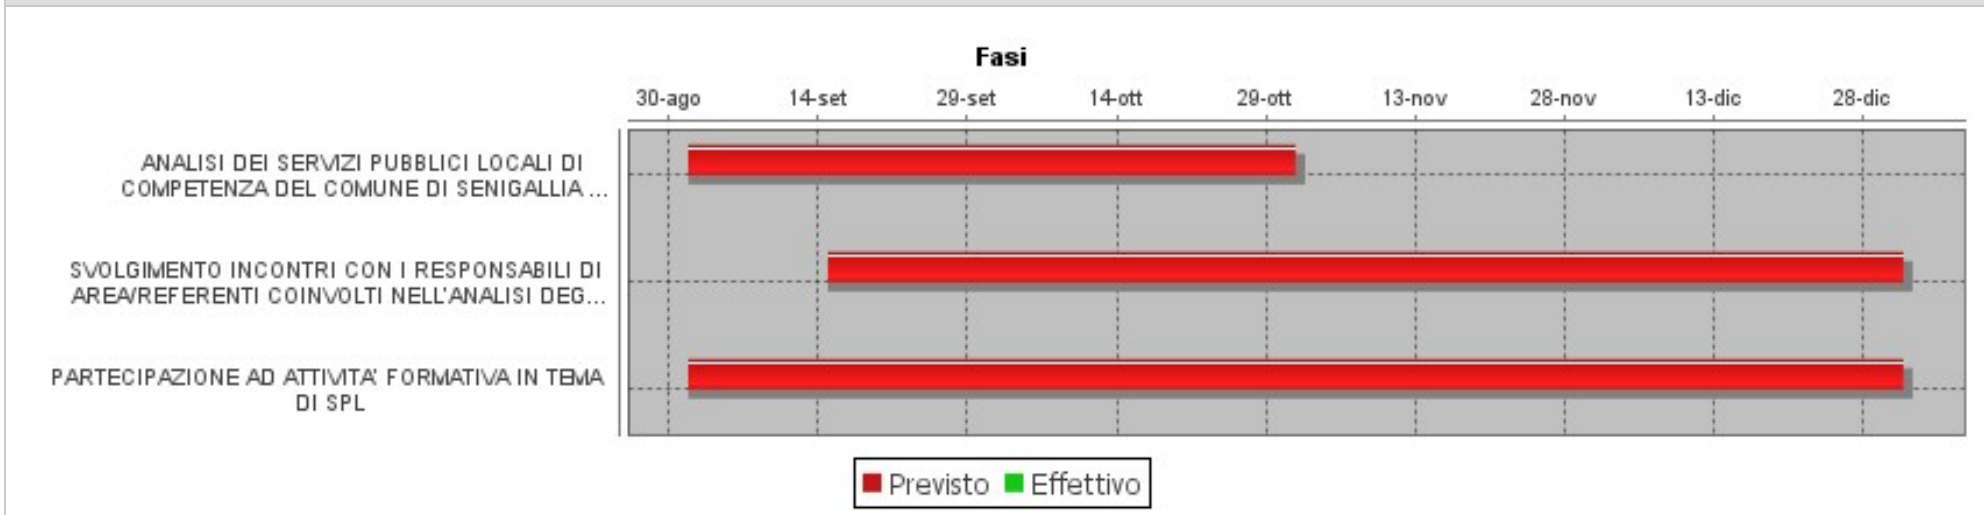 Fasi
30-ago 14-set 29-set 14-ott 29-ott 13-nov 28-nov 13-dic 28-dic
ANALISI DEI SERVIZI PUBBLICI LOCALI DI
COMPETENZA DEL COMUNE DI SENIGALLIA ...
SVOLGIMENTO INCONTRI CON I RESPONSABILI DI
AREA/REFERENTI COINVOLTI NELL'ANALISI DEG...
PARTECIPAZIONE AD ATTIVITA' FORMATIVA IN TEMA
DI SPL
Previsto Effettivo